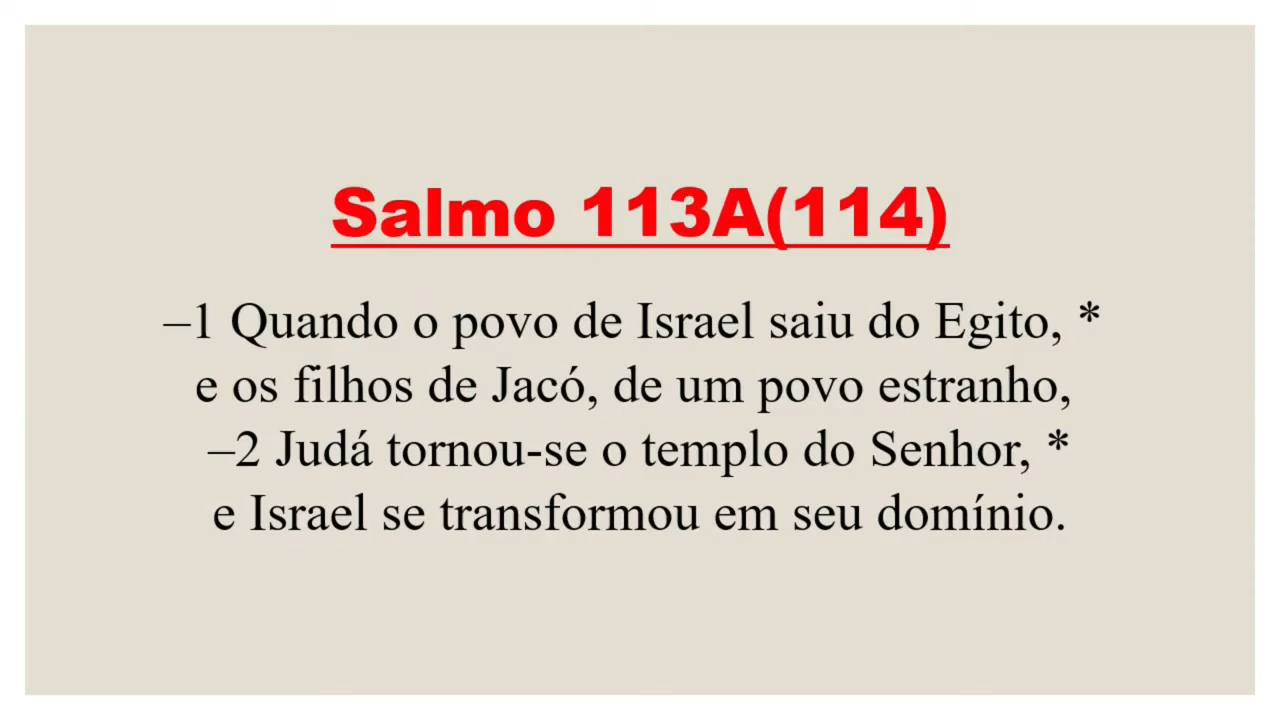 Salmo 113A(114)
–1 Quando o povo de Israel saiu do Egito, *
e os filhos de Jacó, de um povo estranho,
–2 Judá tornou-se o templo do Senhor, *
e Israel se transformou em seu domínio.